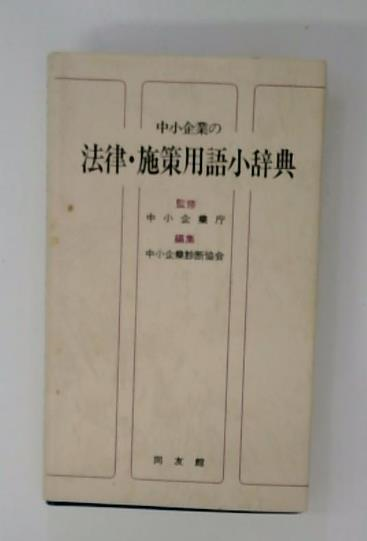 中小企業の
法律・施策用語小辞典
監修
中小企業庁
編集
中小企業診断協会
同友館